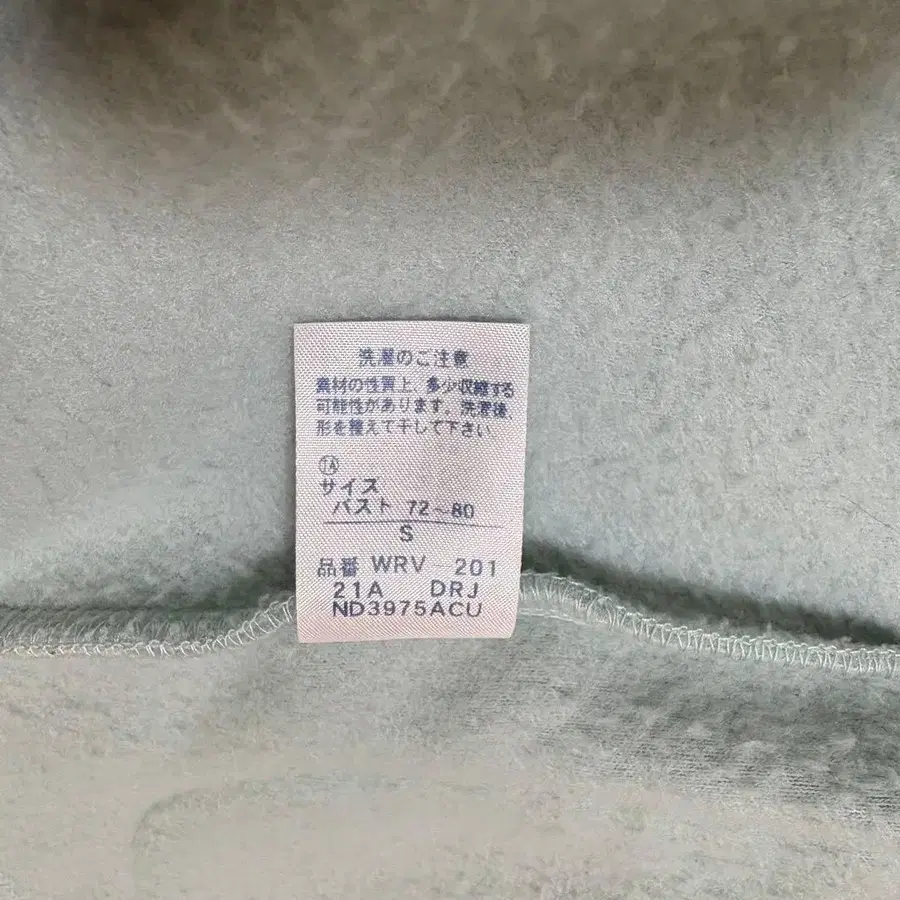 洗濯のご注意
素材の性質上、多少収縮する
可能性があります。洗濯後、
形を整えて干して下さい。
TA
サイズ
バスト 72～80
S
品番 WRV-201
21A DRJ
ND3975ACU